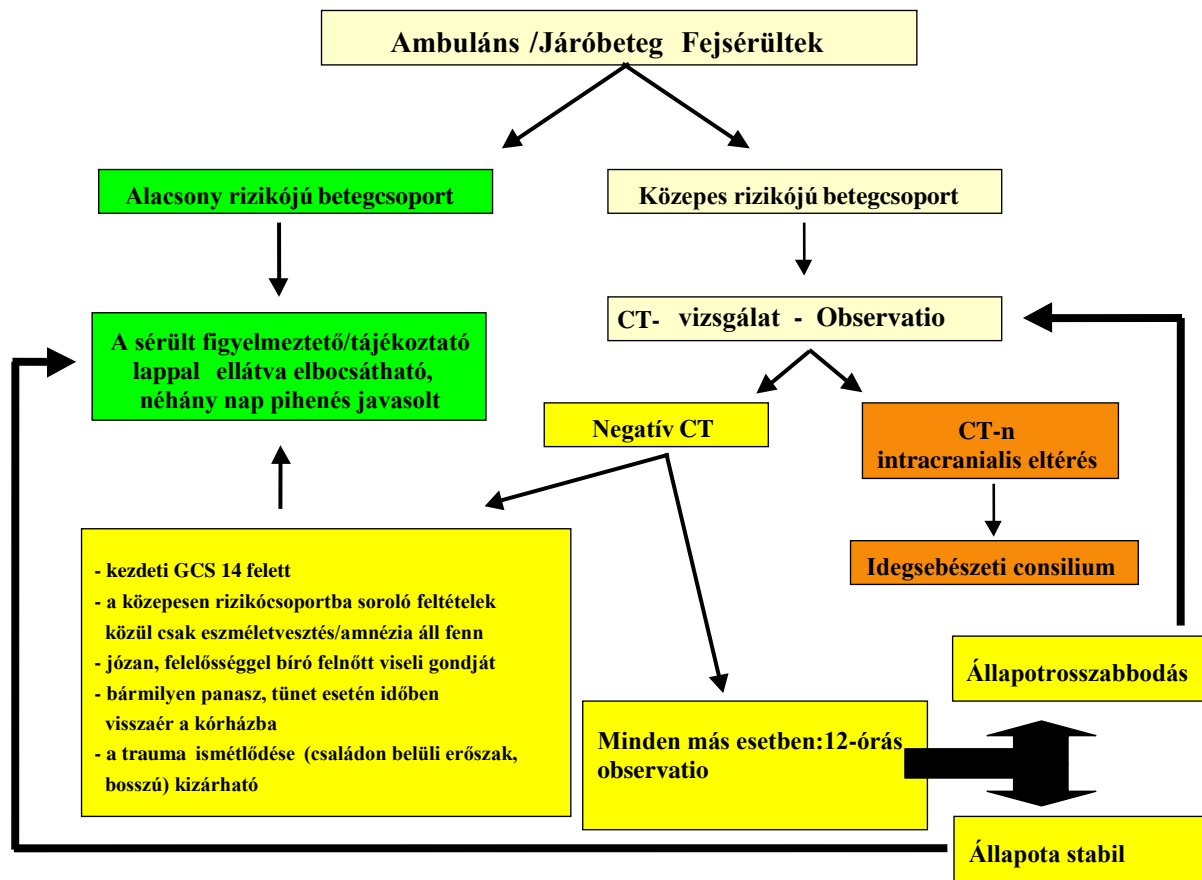 Ambuláns /Járóbeteg Fejsérültek
Alacsony rizikójú betegcsoport
Közepes rizikójú betegcsoport
A sérült figyelmeztető/tájékoztató
lappal ellátva elbocsátható,
néhány nap pihenés javasolt
CT- vizsgálat - Observatio
Negatív CT
CT-n
intracranialis eltérés
Idegsebészeti consilium
- kezdeti GCS 14 felett
- a közepesen rizikócsoportba soroló feltételek
közül csak eszméletvesztés/amnézia áll fenn
- józan, felelősséggel bíró felnőtt viseli gondját
- bármilyen panasz, tünet esetén időben
visszaér a kórházba
- a trauma ismétlődése (családon belüli erőszak,
bosszú) kizárható
Minden más esetben:12-órás
observatio
Állapotrosszabbodás
Állapota stabil